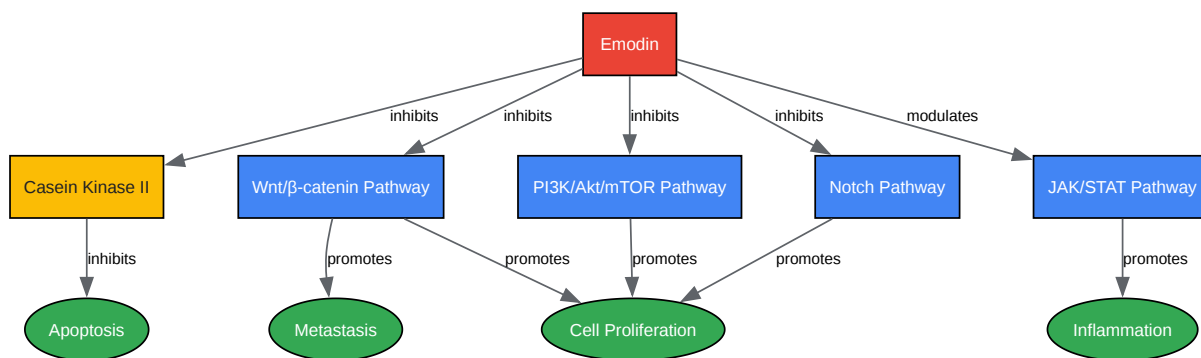 Emodin
inhibits
inhibits
inhibits
inhibits
modulates
Casein Kinase II
Wnt/β-catenin Pathway
PI3K/Akt/mTOR Pathway
Notch Pathway
JAK/STAT Pathway
inhibits
promotes
promotes
promotes
promotes
promotes
Apoptosis
Metastasis
Cell Proliferation
Inflammation